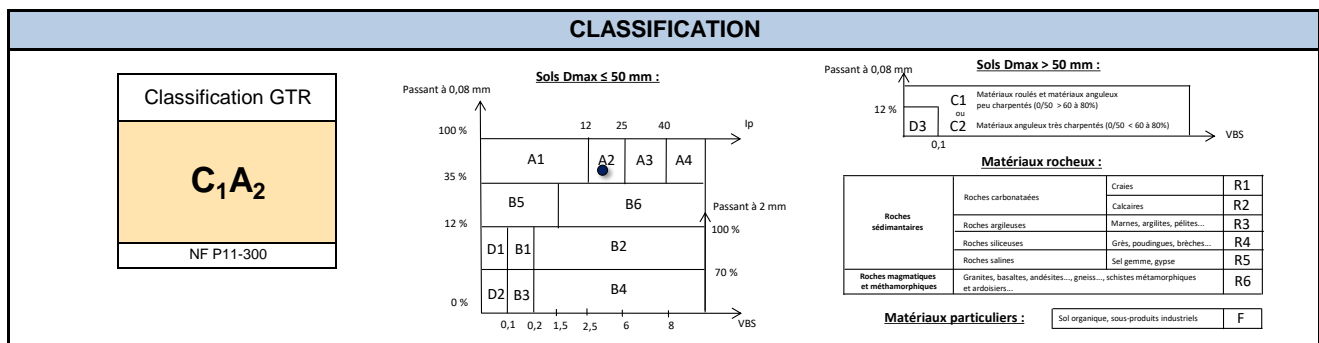 CLASSIFICATION
Classification GTR
C₁A₂
NF P11-300
Sols Dmax ≤ 50 mm :
Passant à 0,08 mm
12 25 40 Ip
100 %
A1 A2 A3 A4
35 %
B5 B6
Passant à 2 mm
12 %
100 %
D1 B1 B2
70 %
D2 B3 B4
0 %
0,1 0,2 1,5 2,5 6 8 VBS
Sols Dmax > 50 mm :
Passant à 0,08 mm
C1 Matériaux roulés et matériaux anguleux
peu charpentés (0/50 > 60 à 80%)
12 %
ou
D3 C2 Matériaux anguleux très charpentés (0/50 < 60 à 80%)
VBS
0,1
Matériaux rocheux :
Roches
sédimantaires
Roches carbonataées
Craies R1
Calcaires R2
Roches argileuses Marnes, argilites, pélites... R3
Roches siliceuses Grès, poudingues, brèches... R4
Roches salines Sel gemme, gypse R5
Roches magmatiques
et méthamorphiques
Granites, basaltes, andésites..., gneiss..., schistes métamorphiques
et ardoisiers...
R6
Matériaux particuliers :
Sol organique, sous-produits industriels F